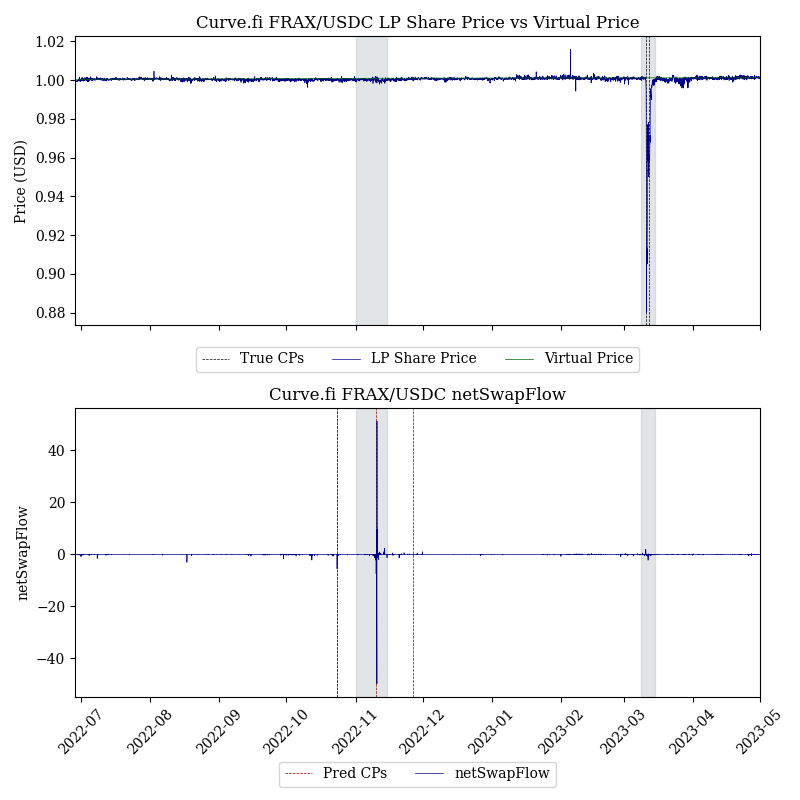 Curve.fi FRAX/USDC LP Share Price vs Virtual Price
1.02
1.00
0.98
0.96
0.94
0.92
0.90
0.88
Price (USD)
True CPs LP Share Price Virtual Price
Curve.fi FRAX/USDC netSwapFlow
40
20
0
−20
−40
netSwapFlow
2022-07 2022-08 2022-09 2022-10 2022-11 2022-12 2023-01 2023-02 2023-03 2023-04 2023-05
Pred CPs netSwapFlow